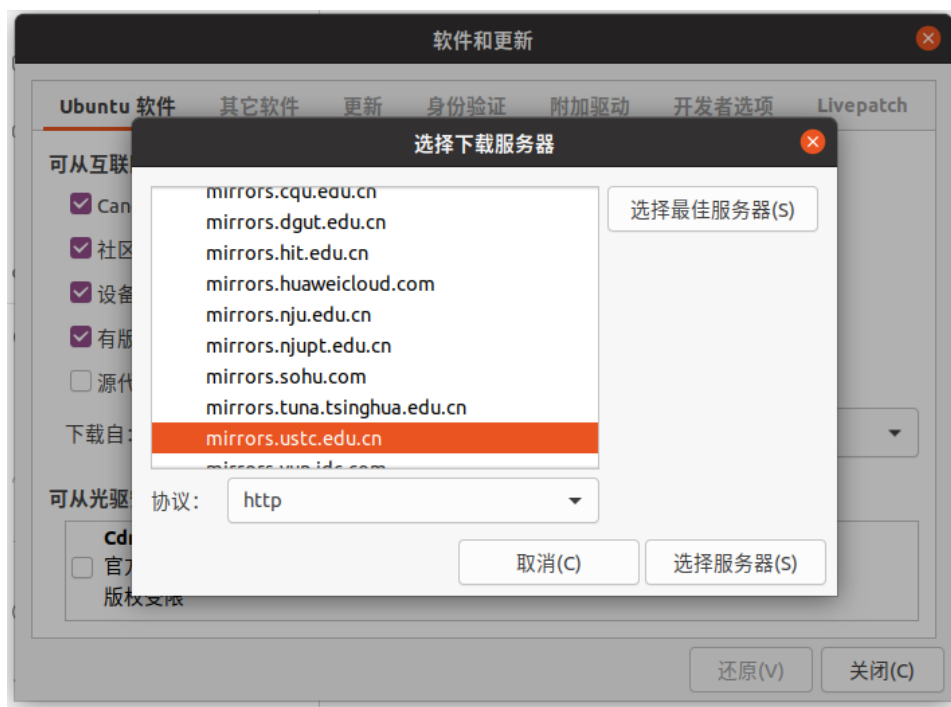 软件和更新
Ubuntu 软件 其它软件 更新 身份验证 附加驱动 开发者选项 Livepatch
选择下载服务器
可从互联
mirrors.cqu.edu.cn
选择最佳服务器(S)
Can
mirrors.dgut.edu.cn
社区
mirrors.hit.edu.cn
mirrors.huaweicloud.com
设备
mirrors.nju.edu.cn
有版
mirrors.njupt.edu.cn
源代
mirrors.sohu.com
mirrors.tuna.tsinghua.edu.cn
下载自:
mirrors.ustc.edu.cn
mirrors.yun-idc.com
可从光驱
协议: http
Cdr
官方
取消(C) 选择服务器(S)
版权受限
还原(V) 关闭(C)